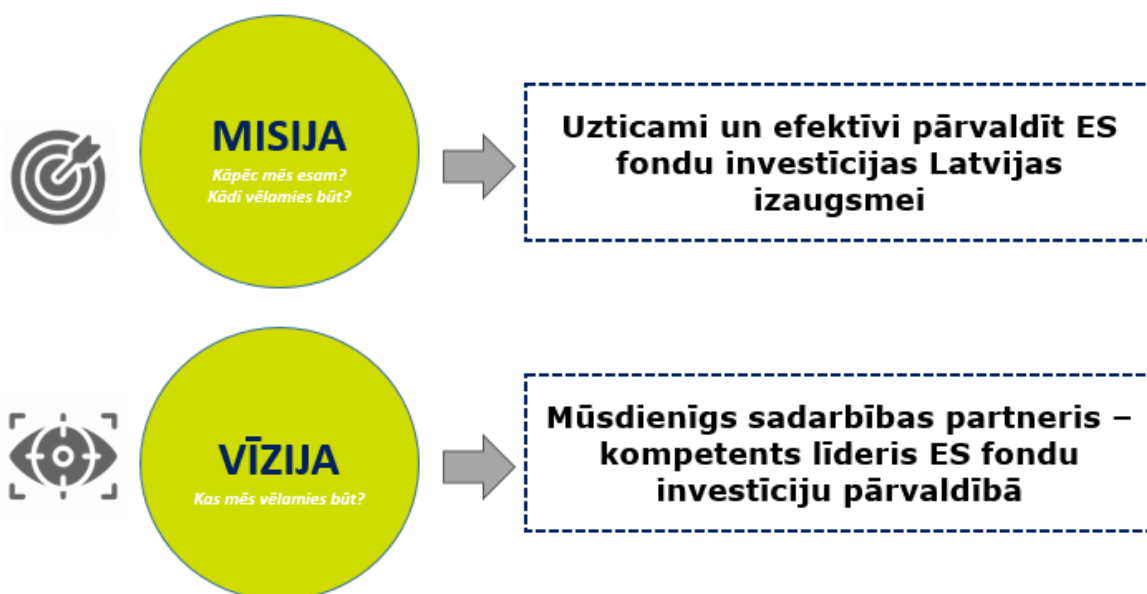 MISIJA
Kāpēc mēs esam?
Kādi vēlamies būt?
Uzticami un efektīvi pārvaldīt ES
fondu investīcijas Latvijas
izaugsmei
VĪZIJA
Kas mēs vēlamies būt?
Mūsdienīgs sadarbības partneris –
kompetents līderis ES fondu
investīciju pārvaldībā